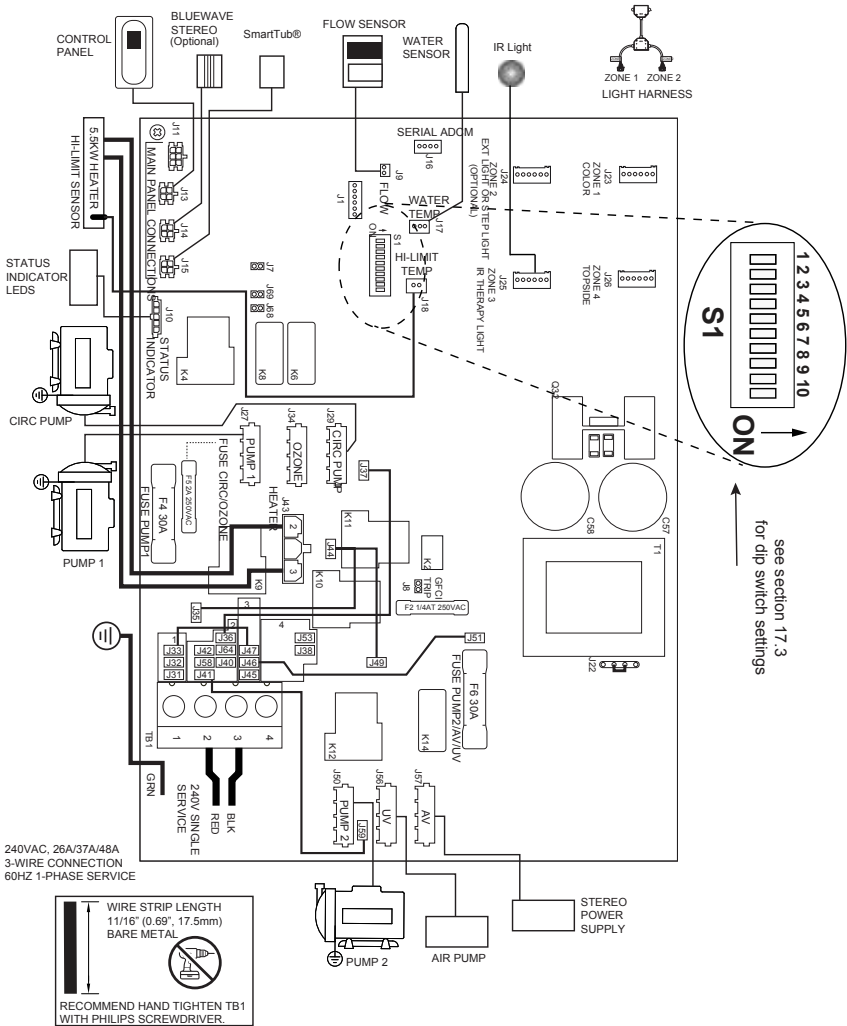 CONTROL
PANEL
BLUEWAVE
STEREO
(Optional)
SmartTub®
FLOW SENSOR
WATER
SENSOR
IR Light
ZONE 1
ZONE 2
LIGHT HARNESS
5.5KW HEATER
HI-LIMIT SENSOR
J11
MAIN PANEL CONNECTIONS
J13
J14
J15
STATUS
INDICATOR
LEDS
J10
STATUS
INDICATOR
SERIAL ADCM
J16
J9
FLOW
J1
WATER
TEMP
J17
S1
ON
HI-LIMIT
TEMP
J18
J24
ZONE 2
EXT LIGHT OR STEP LIGHT
(OPTIONAL)
J23
ZONE 1
COLOR
J25
ZONE 3
IR THERAPY LIGHT
J26
ZONE 4
TOPSIDE
S1
1 2 3 4 5 6 7 8 9 10
ON
see section 17.3
for dip switch settings
J7
J69
J68
K4
K8
K6
CIRC PUMP
PUMP 1
J27
PUMP 1
J34
OZONE
J29
CIRC PUMP
J37
F5 2A 250VAC
FUSE CIRC/OZONE
F4 30A
FUSE PUMP1
J43
HEATER
2
3
K9
K11
J44
K10
K2
GFCI
TRIP
J8
F2 1/4AT 250VAC
Q32
C58
C57
T1
J22
J35
1
2
3
4
J33
J32
J31
J42
J58
J41
J36
J64
J40
J47
J46
J45
J53
J38
J49
J51
F6 30A
FUSE PUMP2/AV/UV
TB1
1
2
3
4
K12
K14
GRN
240V SINGLE
SERVICE
RED
BLK
J50
PUMP 2
J59
J56
UV
J57
AV
240VAC, 26A/37A/48A
3-WIRE CONNECTION
60HZ 1-PHASE SERVICE
WIRE STRIP LENGTH
11/16" (0.69", 17.5mm)
BARE METAL
RECOMMEND HAND TIGHTEN TB1
WITH PHILIPS SCREWDRIVER.
PUMP 2
AIR PUMP
STEREO
POWER
SUPPLY